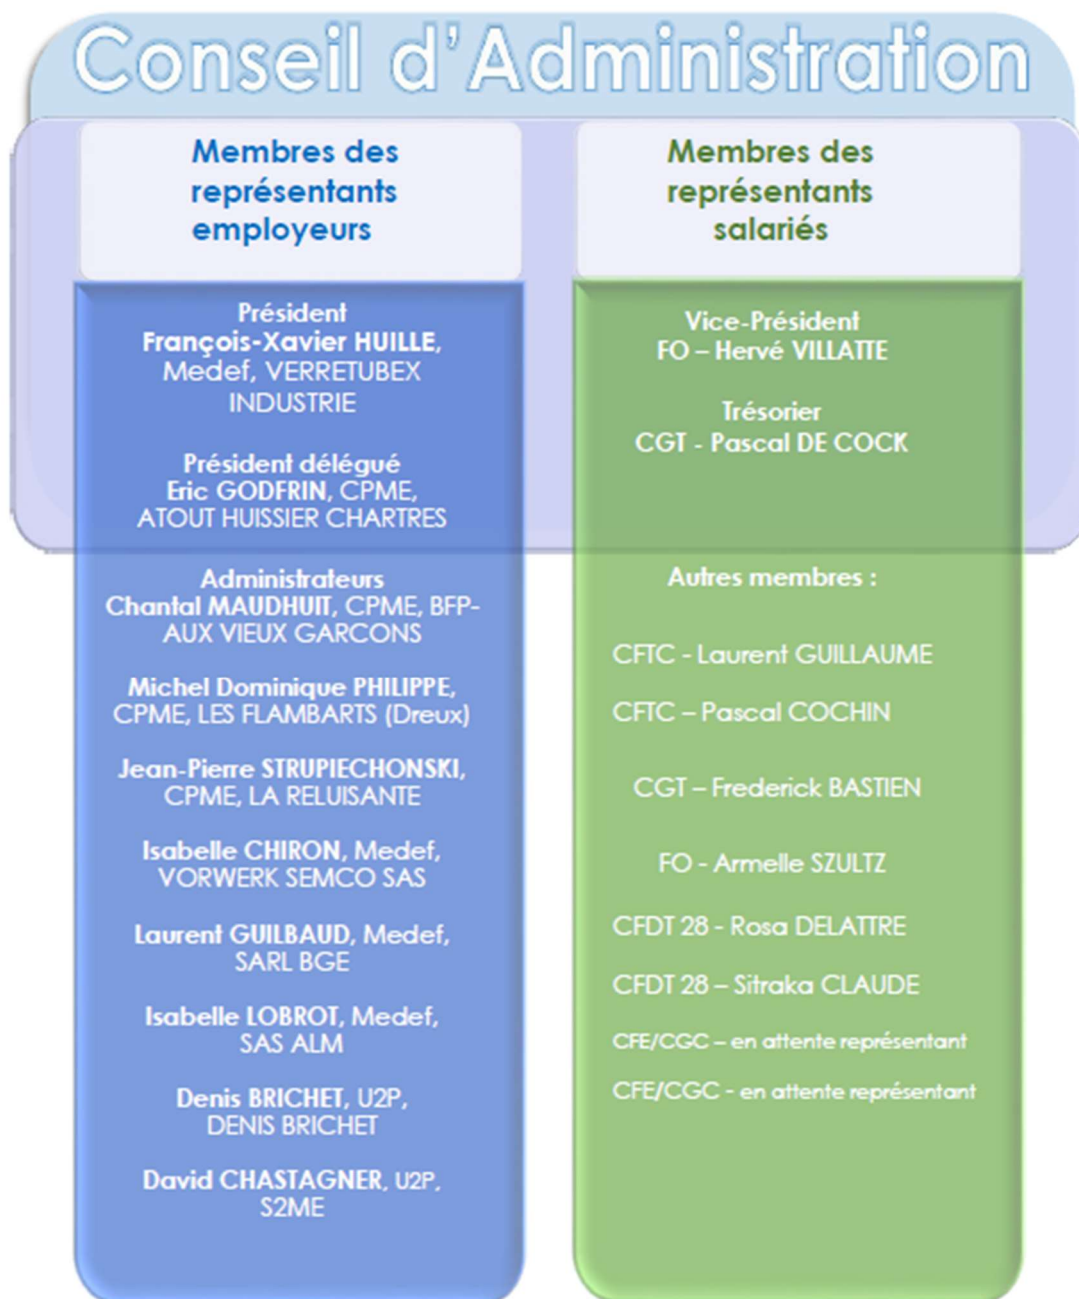 Conseil d'Administration
Membres des
représentants
employeurs
Président
François-Xavier HUILLE,
Medef, VERRETUBEX
INDUSTRIE
Président délégué
Eric GODFRIN, CPME,
ATOUT HUISSIER CHARTRES
Administrateurs
Chantal MAUDHUIT, CPME, BFP-
AUX VIEUX GARCONS
Michel Dominique PHILIPPE,
CPME, LES FLAMBARTS (Dreux)
Jean-Pierre STRUPIECHONSKI,
CPME, LA RELUISANTE
Isabelle CHIRON, Medef,
VORWERK SEMCO SAS
Laurent GUILBAUD, Medef,
SARL BGE
Isabelle LOBROT, Medef,
SAS ALM
Denis BRICHET, U2P,
DENIS BRICHET
David CHASTAGNER, U2P,
S2ME
Membres des
représentants
salariés
Vice-Président
FO – Hervé VILLATTE
Trésorier
CGT - Pascal DE COCK
Autres membres :
CFTC - Laurent GUILLAUME
CFTC – Pascal COCHIN
CGT – Frederick BASTIEN
FO - Armelle SZULTZ
CFDT 28 - Rosa DELATTRE
CFDT 28 – Sitraka CLAUDE
CFE/CGC – en attente représentant
CFE/CGC - en attente représentant